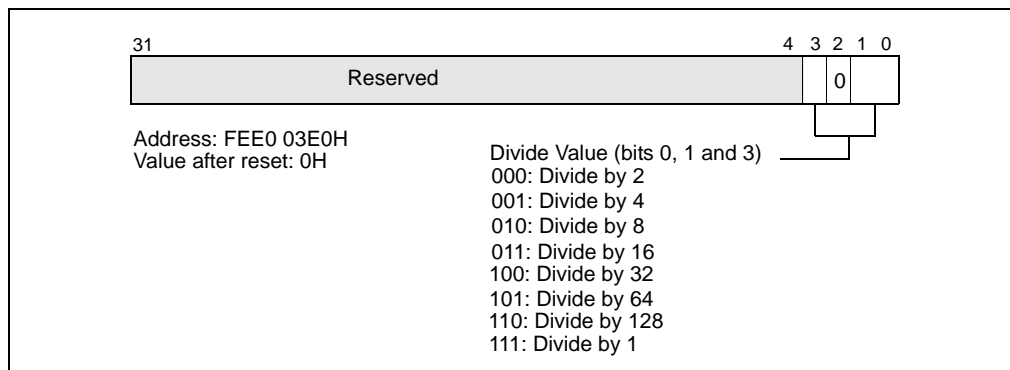 31 4 3 2 1 0
Reserved 0
Address: FEE0 03E0H
Value after reset: 0H
Divide Value (bits 0, 1 and 3)
000: Divide by 2
001: Divide by 4
010: Divide by 8
011: Divide by 16
100: Divide by 32
101: Divide by 64
110: Divide by 128
111: Divide by 1